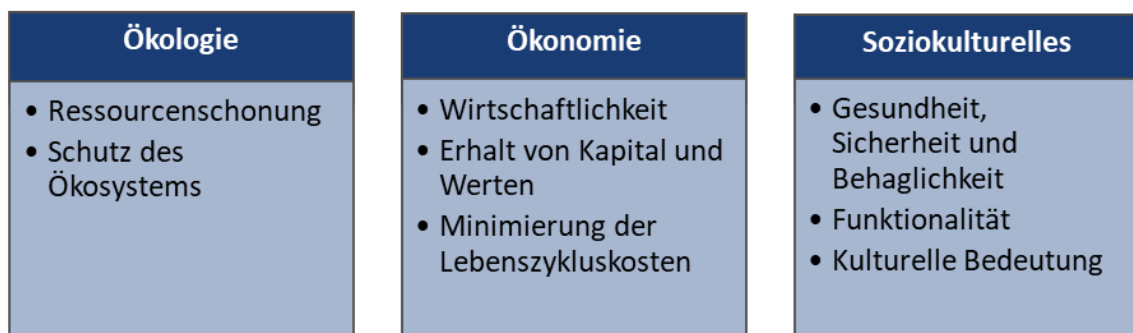 Ökologie
• Ressourcenschonung
• Schutz des
Ökosystems
Ökonomie
• Wirtschaftlichkeit
• Erhalt von Kapital und
Werten
• Minimierung der
Lebenszykluskosten
Soziokulturelles
• Gesundheit,
Sicherheit und
Behaglichkeit
• Funktionalität
• Kulturelle Bedeutung